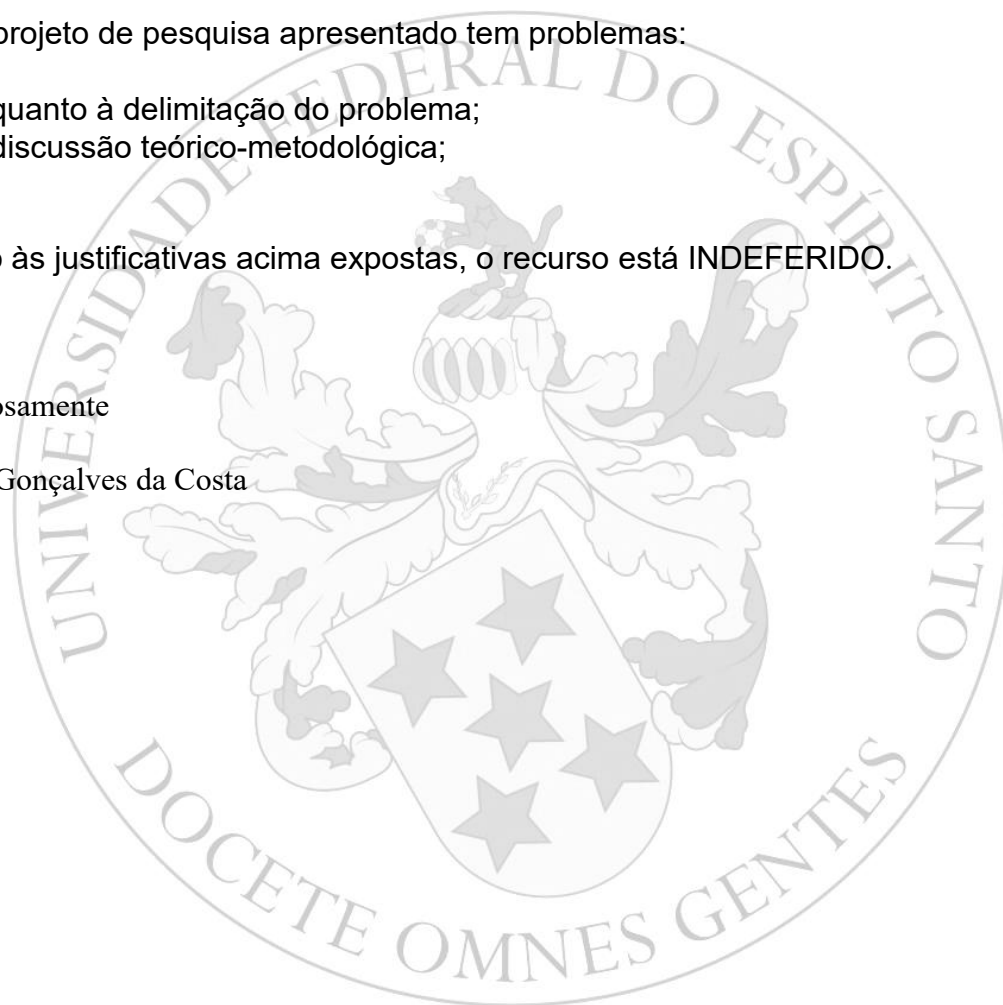 projeto de pesquisa apresentado tem problemas:
quanto à delimitação do problema;
discussão teórico-metodológica;
às justificativas acima expostas, o recurso está INDEFERIDO.
Gonçalves da Costa
UNIVERSIDADE FEDERAL DO ESPÍRITO SANTO
DOCETE OMNES GENTES